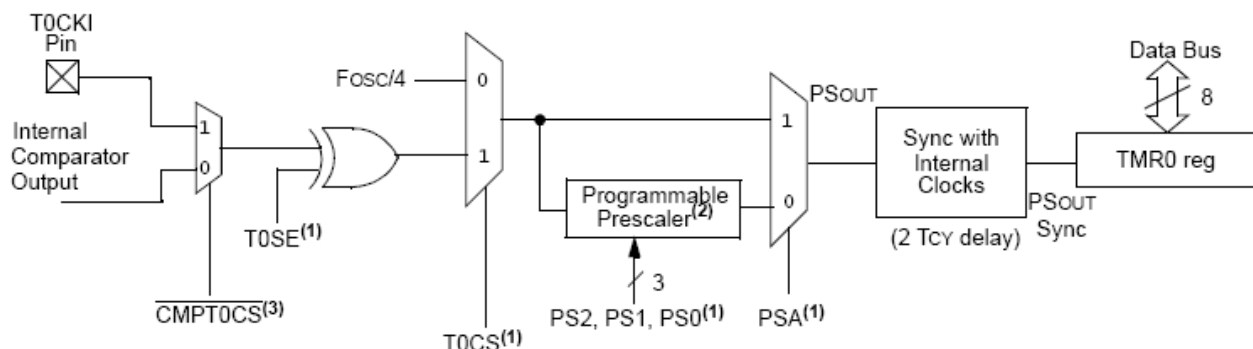 T0CKI
Pin
Internal
Comparator
Output
1
0
CMPT0CS(3)
T0SE(1)
FOSC/4
0
1
T0CS(1)
Programmable
Prescaler(2)
3
PS2, PS1, PS0(1)
1
0
PSA(1)
PSOUT
Sync with
Internal
Clocks
(2 TCY delay)
PSOUT
Sync
Data Bus
8
TMR0 reg